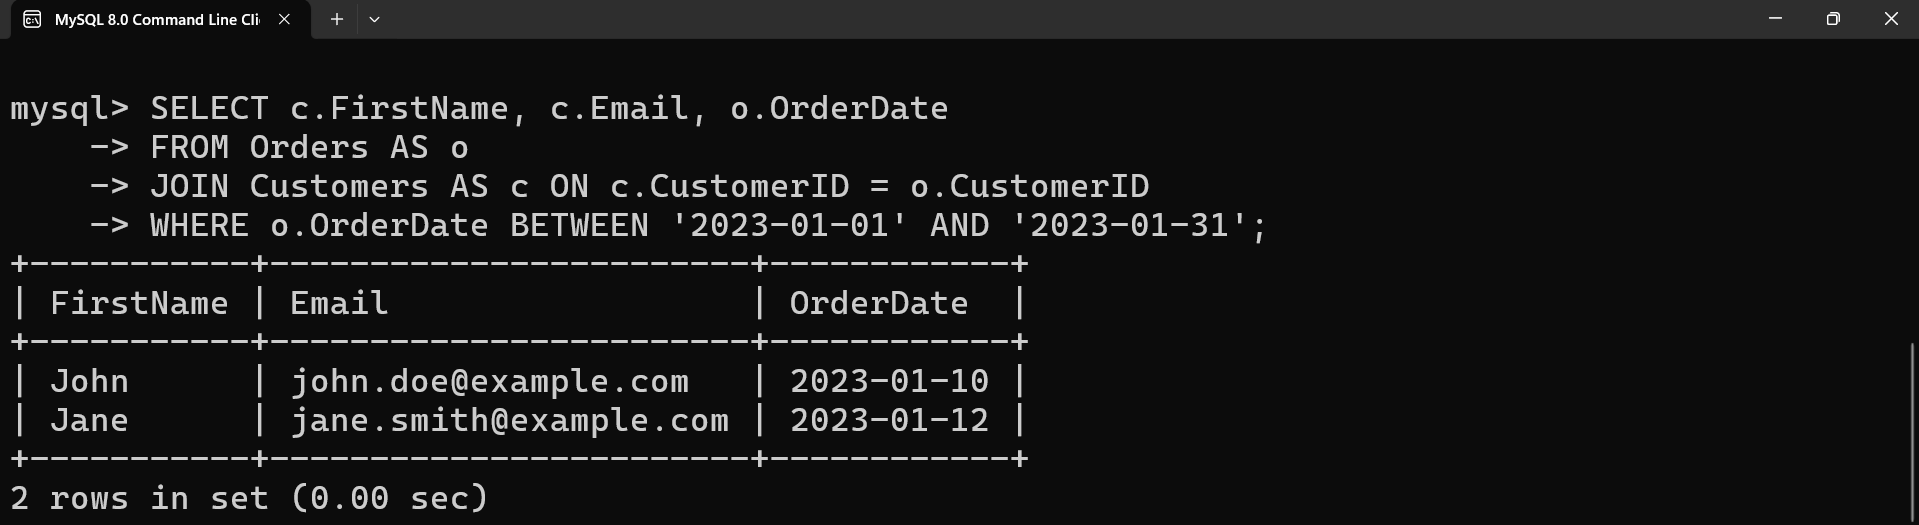 MySQL 8.0 Command Line Cli
mysql> SELECT c.FirstName, c.Email, o.OrderDate
    -> FROM Orders AS o
    -> JOIN Customers AS c ON c.CustomerID = o.CustomerID
    -> WHERE o.OrderDate BETWEEN '2023-01-01' AND '2023-01-31';
+-----------+------------------------+------------+
| FirstName | Email                  | OrderDate  |
+-----------+------------------------+------------+
| John      | john.doe@example.com   | 2023-01-10 |
| Jane      | jane.smith@example.com | 2023-01-12 |
+-----------+------------------------+------------+
2 rows in set (0.00 sec)